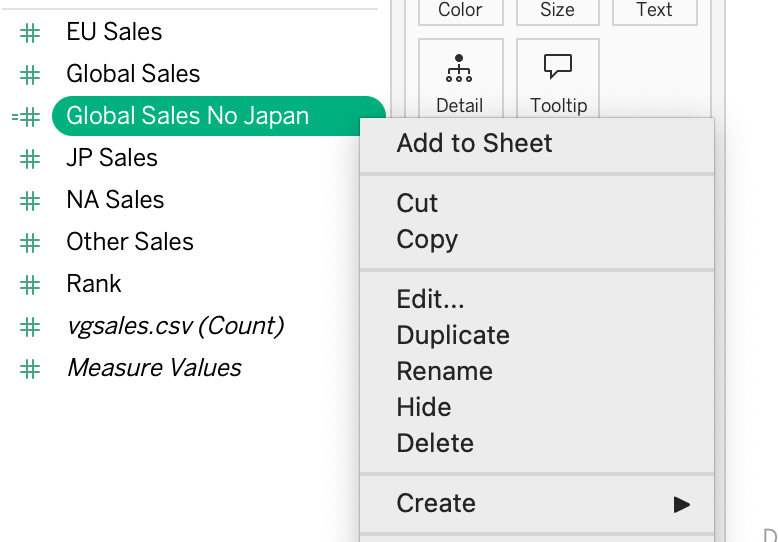 Color Size Text
EU Sales
Global Sales
Detail Tooltip
Global Sales No Japan
JP Sales
NA Sales
Other Sales
Rank
vgsales.csv (Count)
Measure Values
Add to Sheet
Cut
Copy
Edit...
Duplicate
Rename
Hide
Delete
Create
D